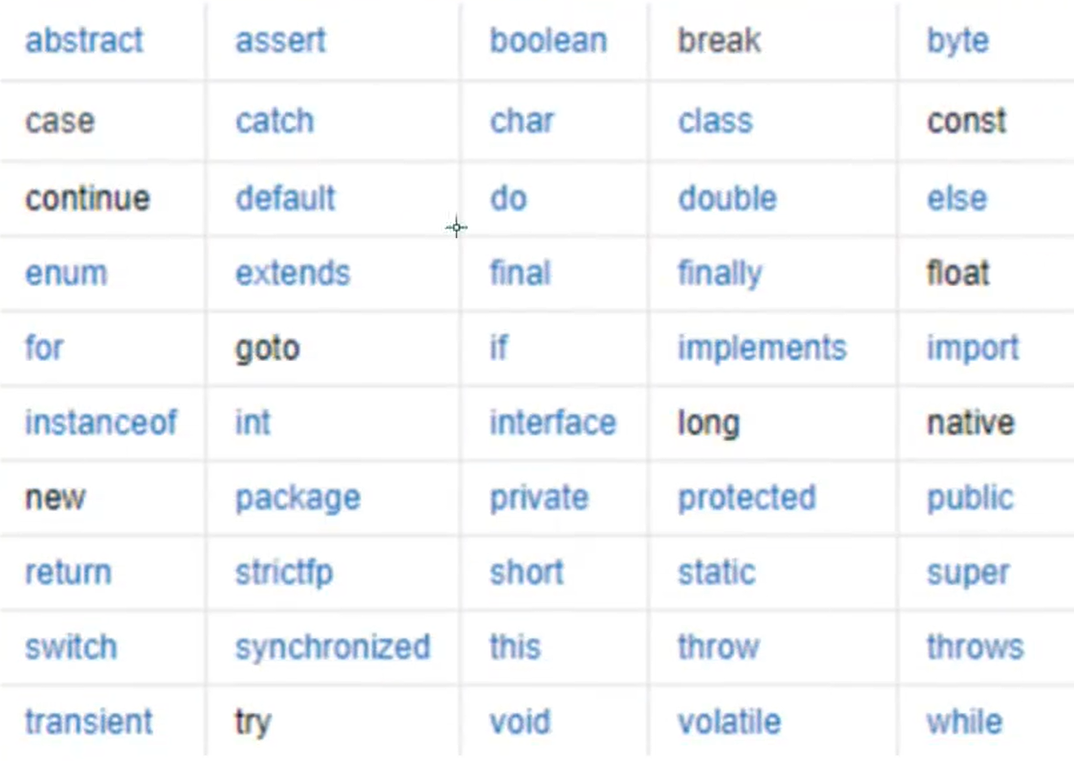 abstract assert boolean break byte
case catch char class const
continue default do double else
enum extends final finally float
for goto if implements import
instanceof int interface long native
new package private protected public
return strictfp short static super
switch synchronized this throw throws
transient try void volatile while